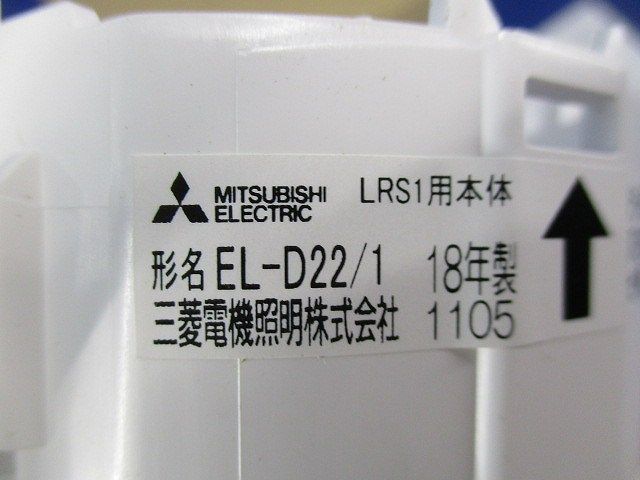 MITSUBISHI
ELECTRIC
LRS1用本体
形名 EL-D22/1 18年製
三菱電機照明株式会社 1105